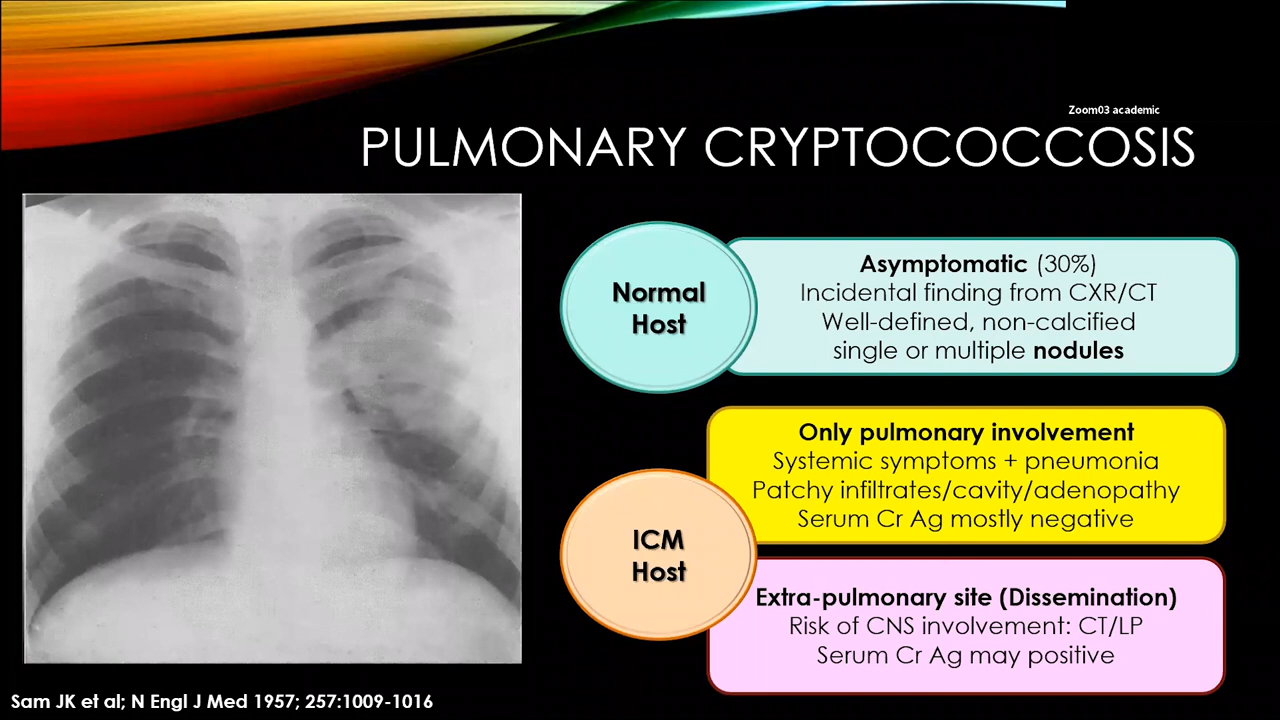 Zoom03 academic
PULMONARY CRYPTOCOCCOSIS
Normal
Host
Asymptomatic (30%)
Incidental finding from CXR/CT
Well-defined, non-calcified
single or multiple nodules
ICM
Host
Only pulmonary involvement
Systemic symptoms + pneumonia
Patchy infiltrates/cavity/adenopathy
Serum Cr Ag mostly negative
Extra-pulmonary site (Dissemination)
Risk of CNS involvement: CT/LP
Serum Cr Ag may positive
Sam JK et al; N Engl J Med 1957; 257:1009-1016